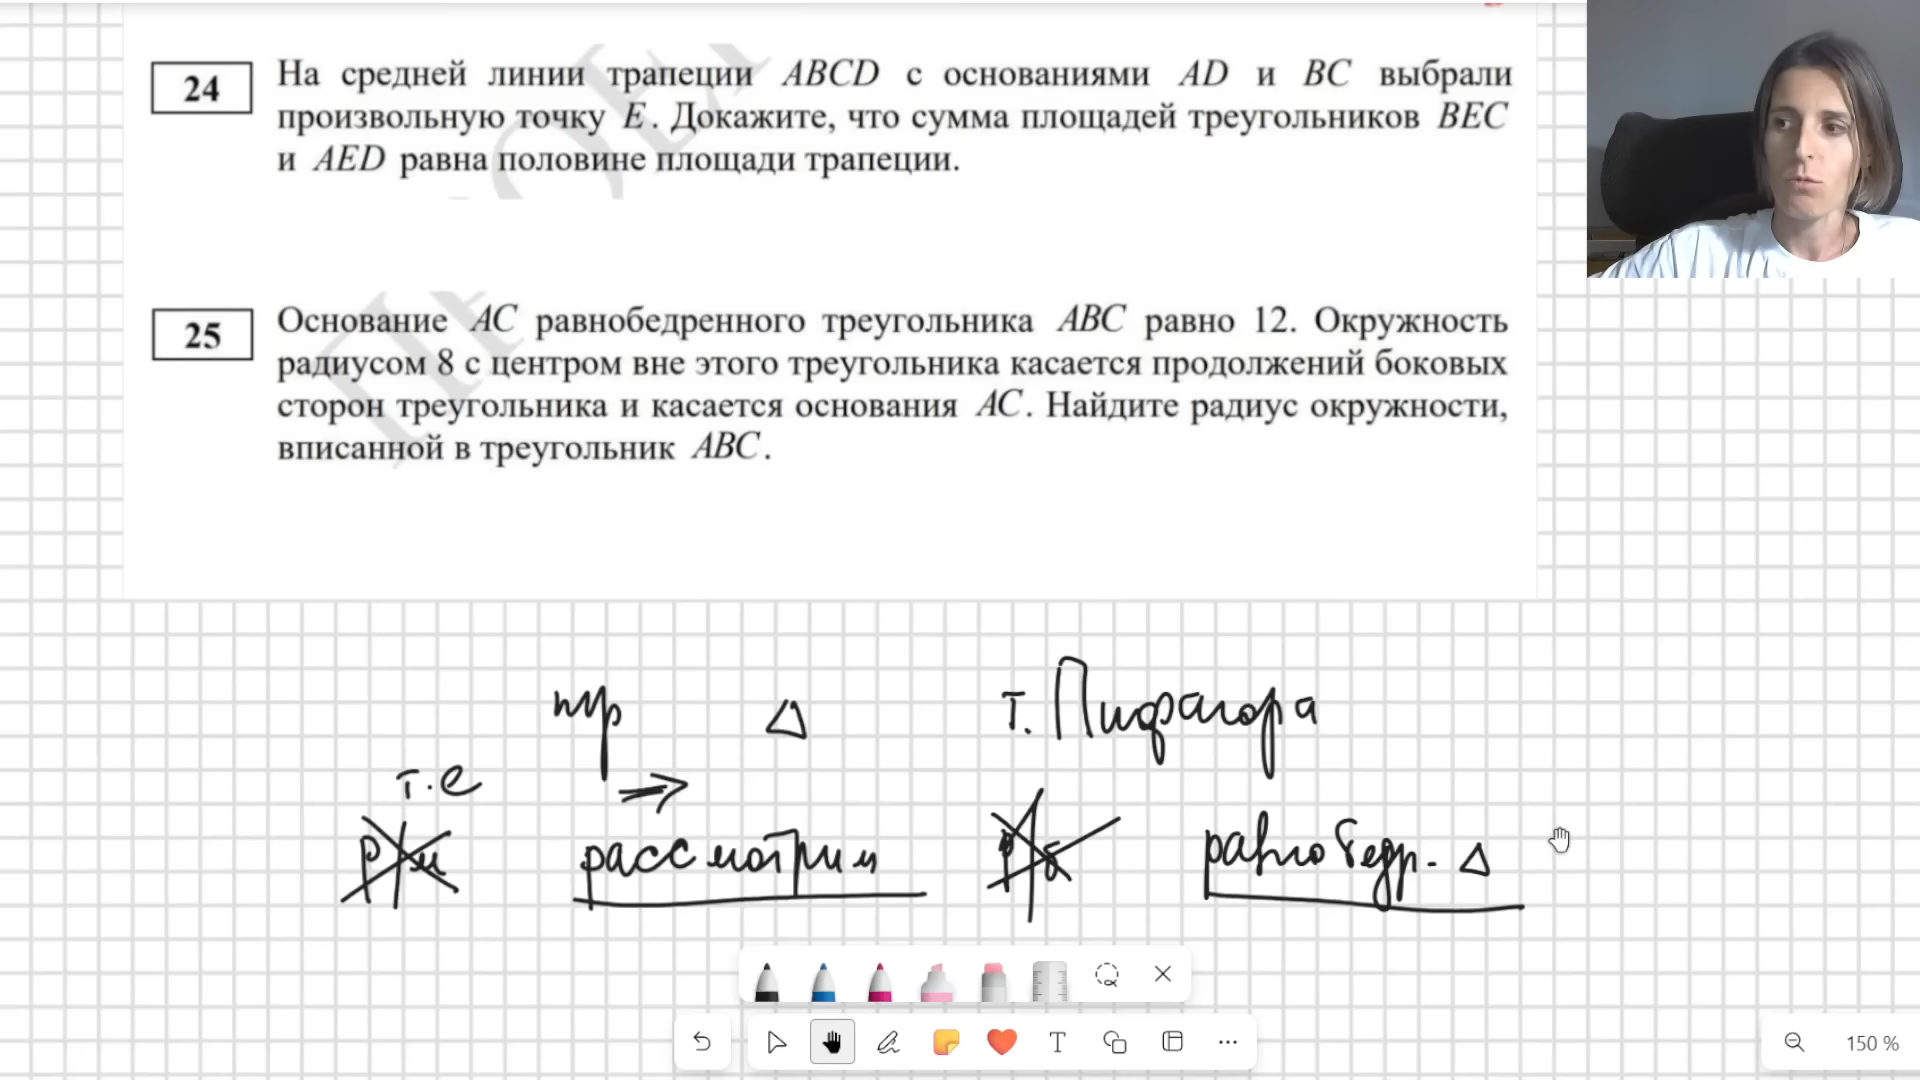 24
На средней линии трапеции ABCD с основаниями AD и BC выбрали
произвольную точку E. Докажите, что сумма площадей треугольников BEC
и AED равна половине площади трапеции.
25
Основание AC равнобедренного треугольника ABC равно 12. Окружность
радиусом 8 с центром вне этого треугольника касается продолжений боковых
сторон треугольника и касается основания AC. Найдите радиус окружности,
вписанной в треугольник ABC.
пр Δ т. Пифагора
т.е ⇒
р/м рассмотрим р/б равнобедр. Δ
T
150 %